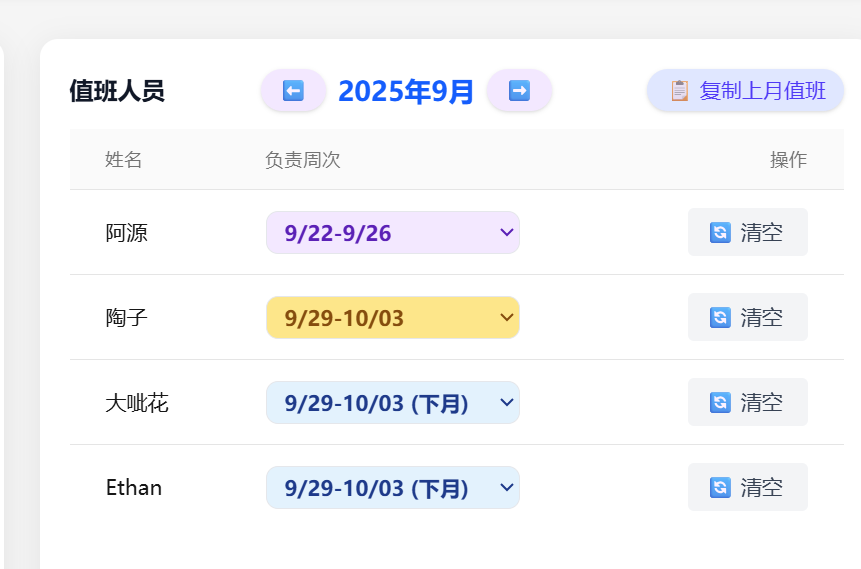 值班人员 ⬅️ 2025年9月 ➡️ 📋 复制上月值班
姓名 负责周次 操作
阿源 9/22-9/26 🔄 清空
陶子 9/29-10/03 🔄 清空
大呲花 9/29-10/03 (下月) 🔄 清空
Ethan 9/29-10/03 (下月) 🔄 清空